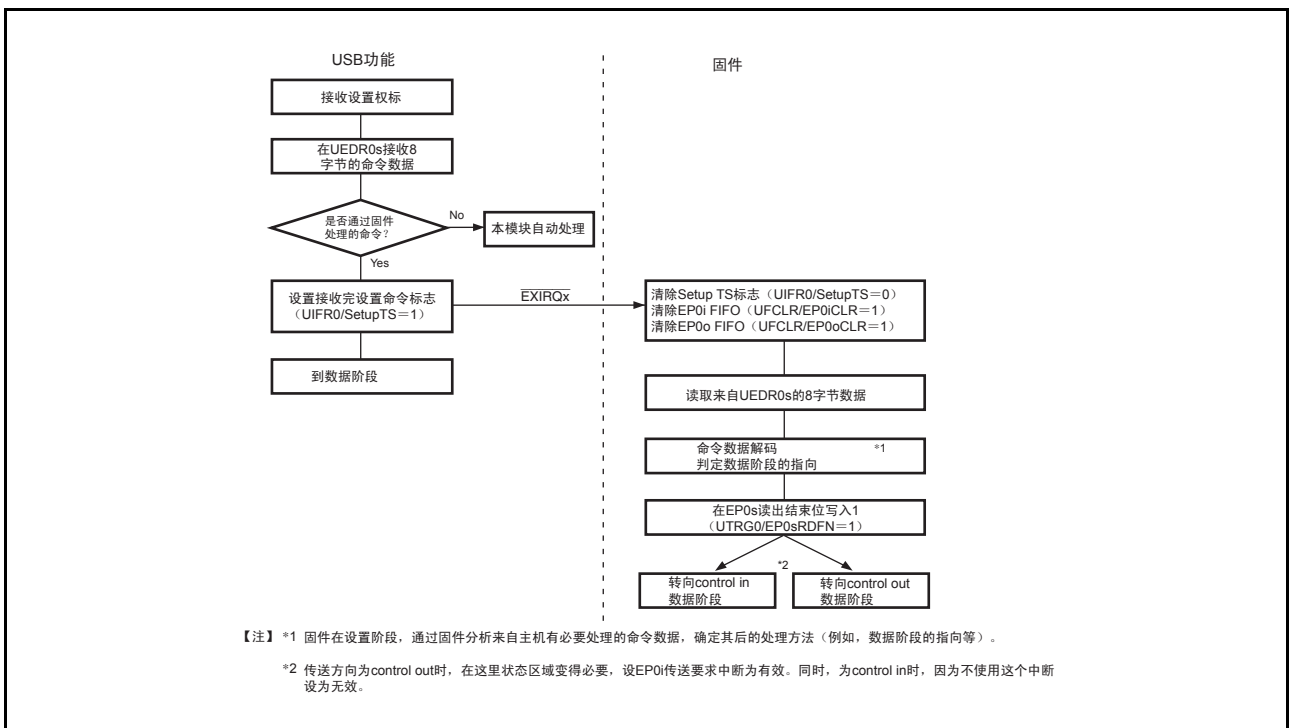 USB功能
固件
接收设置权标
在UEDR0s接收8
字节的命令数据
是否通过固件
处理的命令?
No
本模块自动处理
Yes
设置接收完设置命令标志
（UIFR0/SetupTS＝1）
EXIRQx
到数据阶段
清除Setup TS标志（UIFR0/SetupTS＝0）
清除EP0i FIFO（UFCLR/EP0iCLR＝1）
清除EP0o FIFO（UFCLR/EP0oCLR＝1）
读取来自UEDR0s的8字节数据
命令数据解码 *1
判定数据阶段的指向
在EP0s读出结束位写入1
（UTRG0/EP0sRDFN＝1）
*2
转向control in
数据阶段
转向control out
数据阶段
【注】 *1 固件在设置阶段，通过固件分析来自主机有必要处理的命令数据，确定其后的处理方法（例如，数据阶段的指向等）。
*2 传送方向为control out时，在这里状态区域变得必要，设EP0i传送要求中断为有效。同时，为control in时，因为不使用这个中断
设为无效。